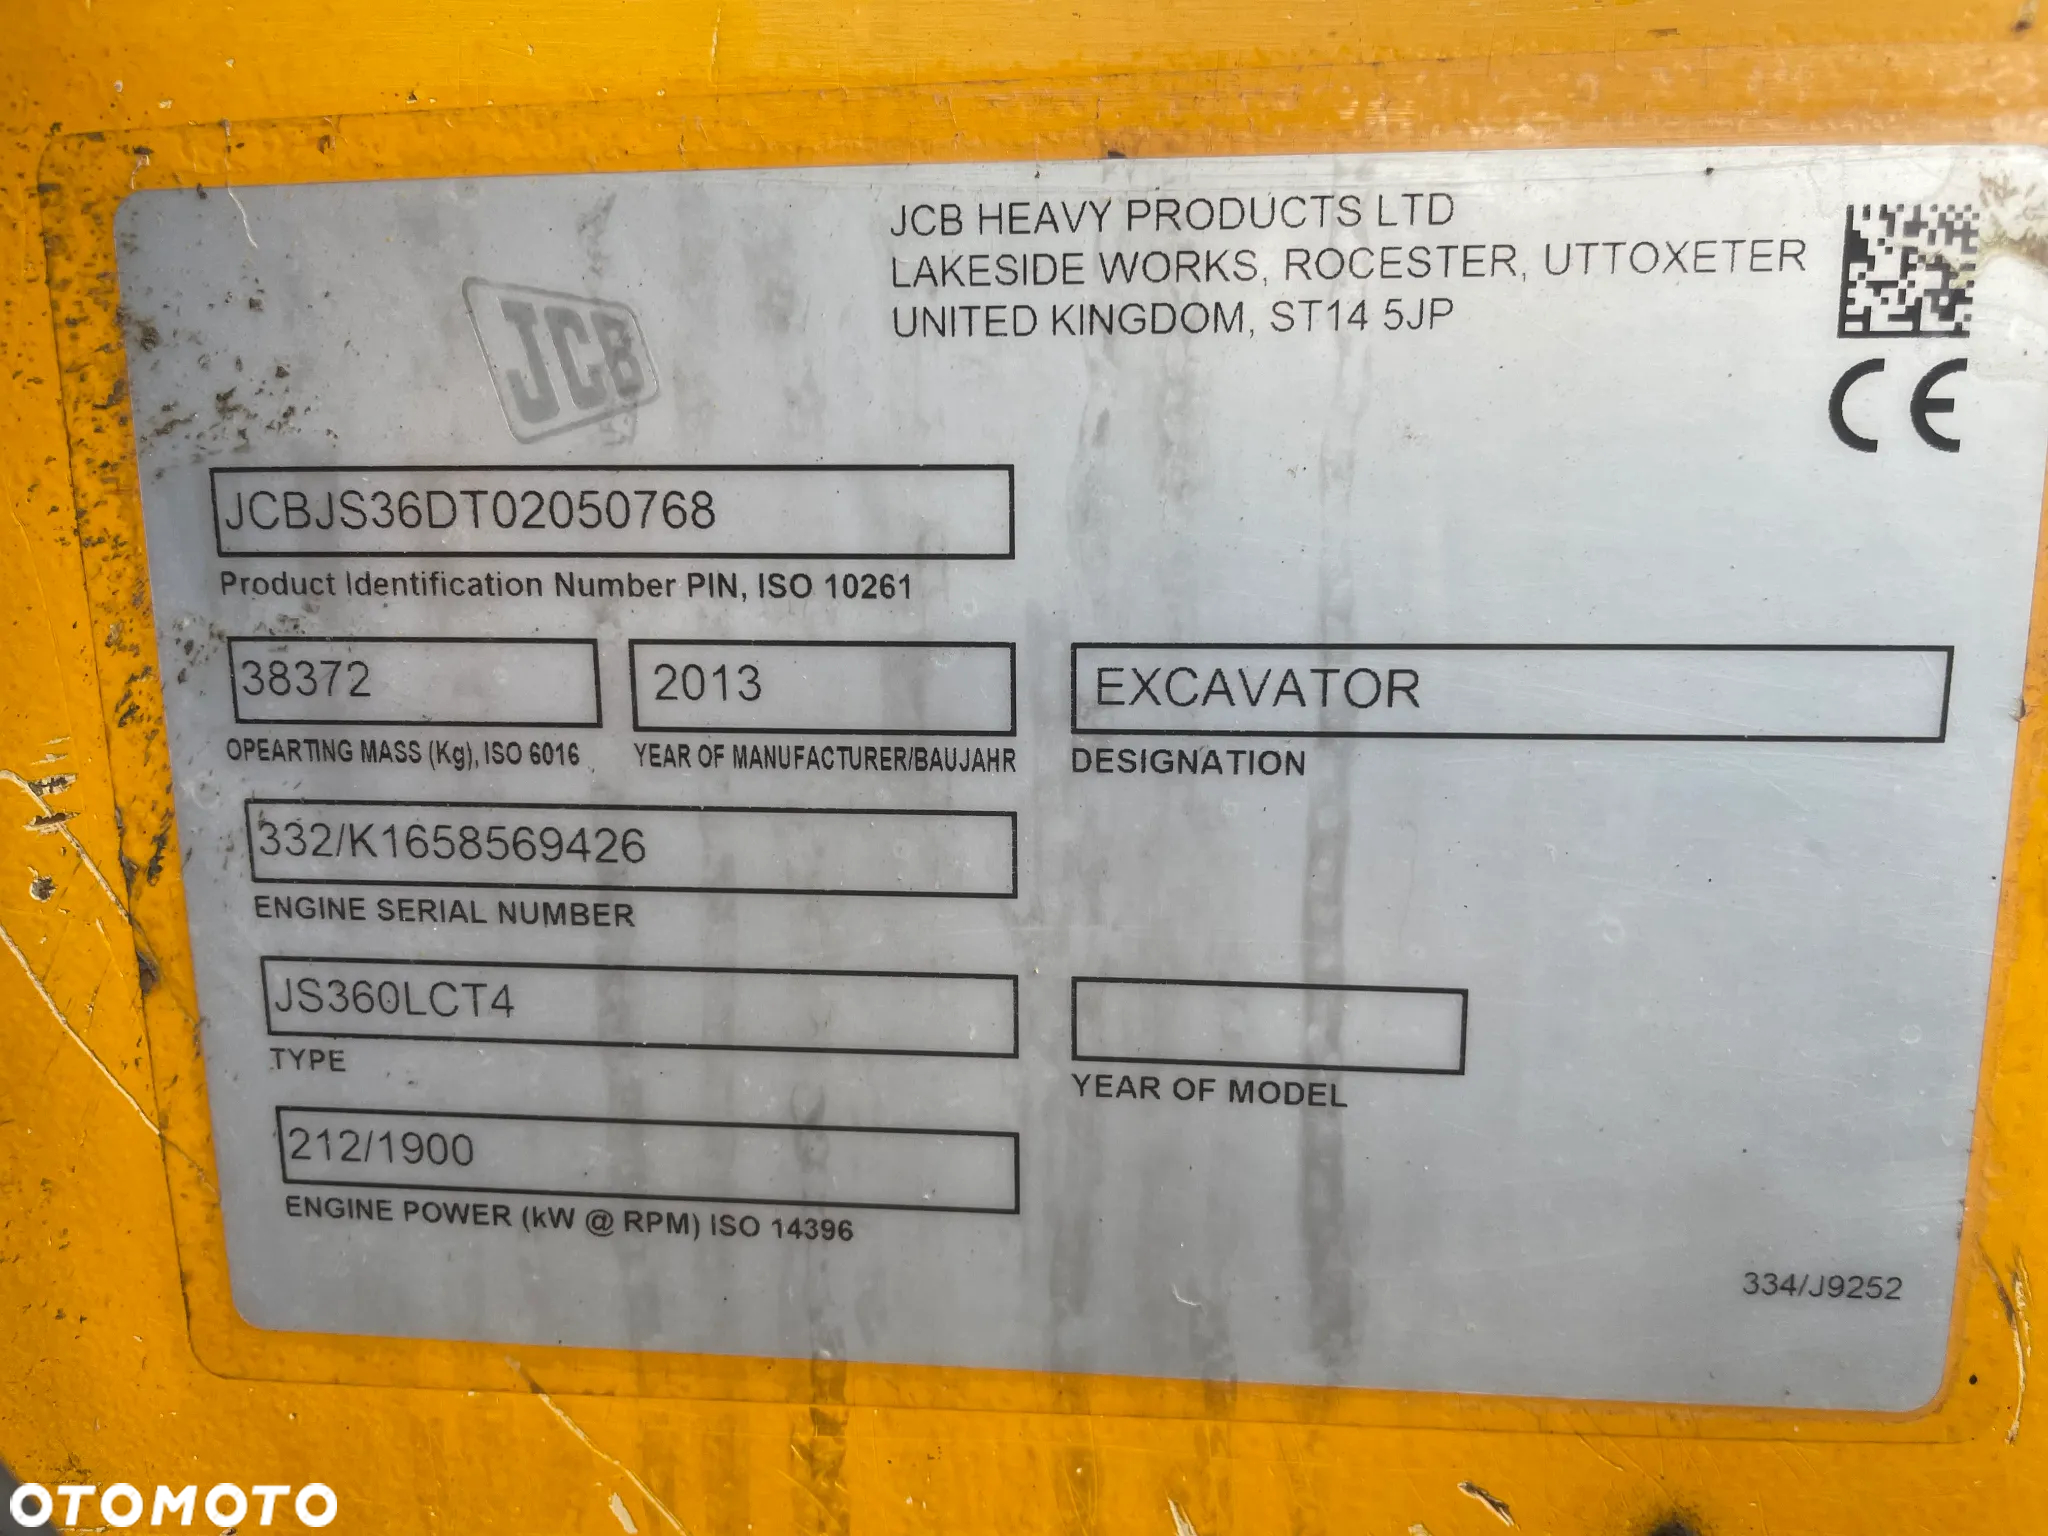 JCB HEAVY PRODUCTS LTD
LAKESIDE WORKS, ROCESTER, UTTOXETER
UNITED KINGDOM, ST14 5JP
JCB
CE
JCBJS36DT02050768
Product Identification Number PIN, ISO 10261
38372
2013
EXCAVATOR
OPEARTING MASS (Kg), ISO 6016
YEAR OF MANUFACTURER/BAUJAHR
DESIGNATION
332/K1658569426
ENGINE SERIAL NUMBER
JS360LCT4
TYPE
YEAR OF MODEL
212/1900
ENGINE POWER (kW @ RPM) ISO 14396
334/J9252
OTOMOTO